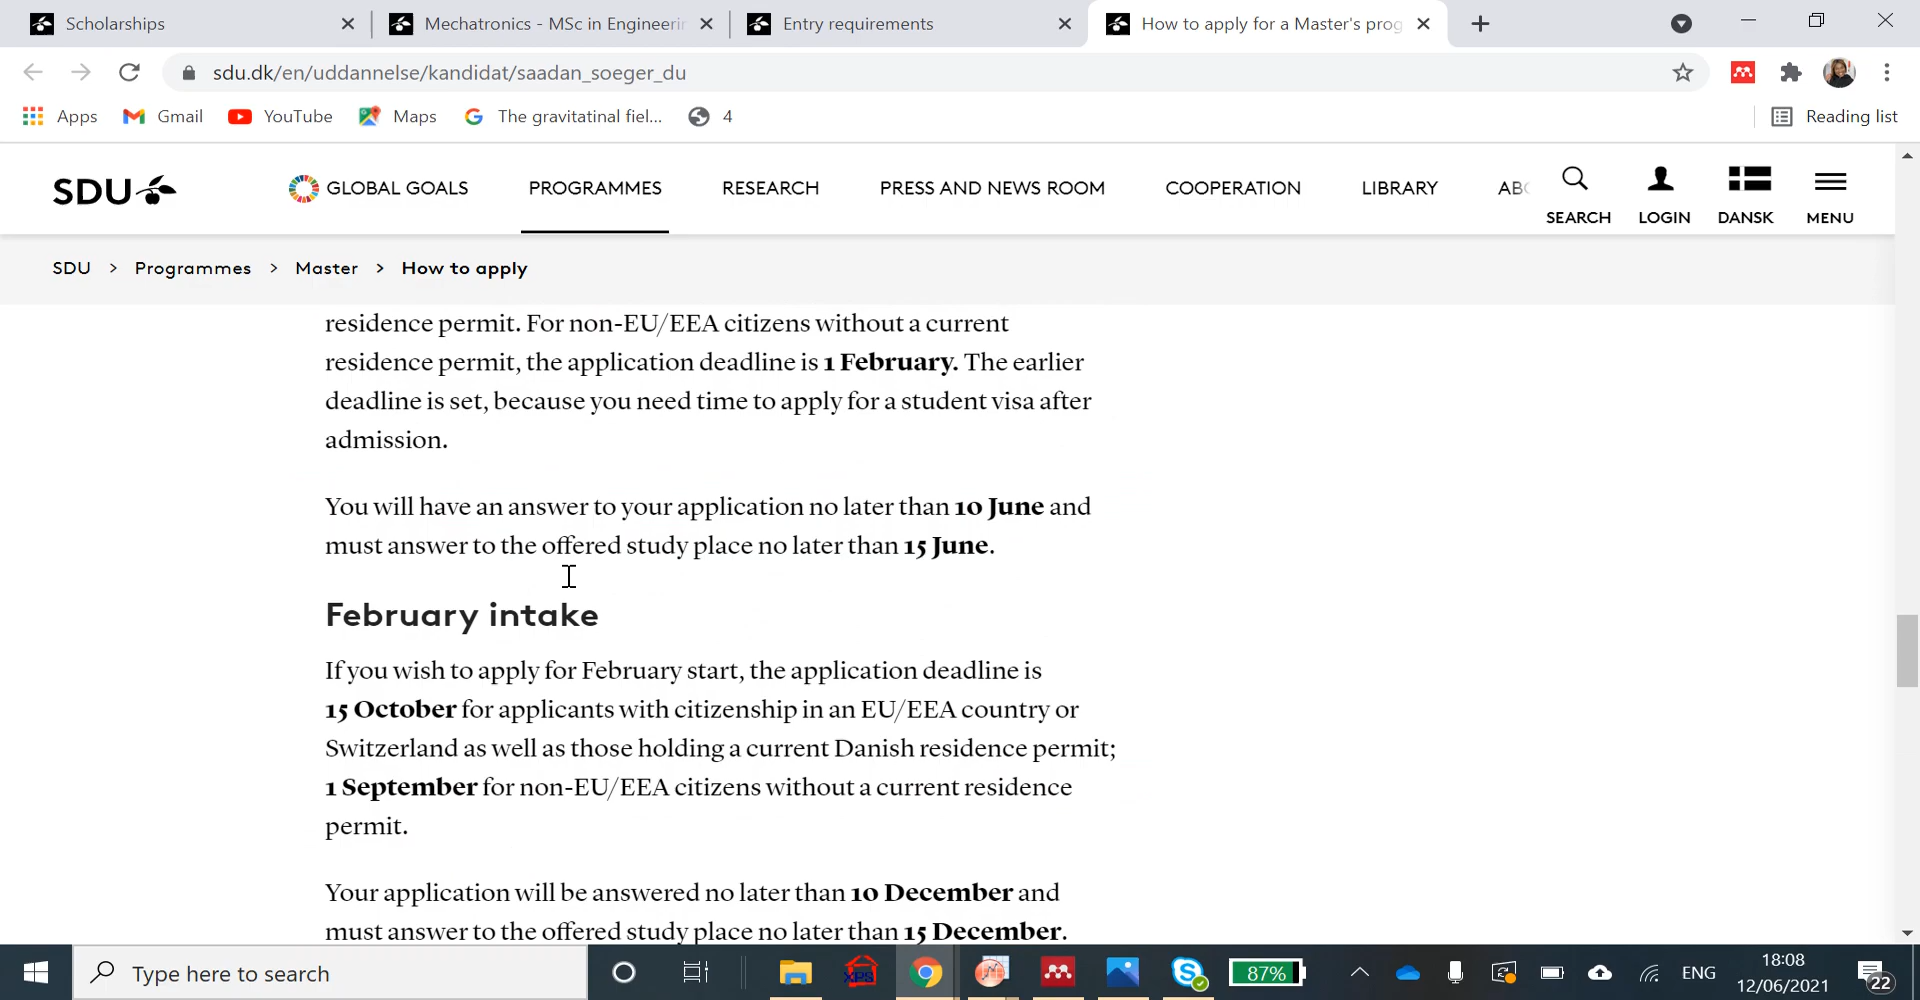 Scholarships
Mechatronics - MSc in Engineerin
Entry requirements
How to apply for a Master's prog
sdu.dk/en/uddannelse/kandidat/saadan_soeger_du
Apps
Gmail
YouTube
Maps
The gravitatinal fiel...
4
Reading list
SDU
GLOBAL GOALS
PROGRAMMES
RESEARCH
PRESS AND NEWS ROOM
COOPERATION
LIBRARY
SEARCH
LOGIN
DANSK
MENU
SDU > Programmes > Master > How to apply
residence permit. For non-EU/EEA citizens without a current
residence permit, the application deadline is 1 February. The earlier
deadline is set, because you need time to apply for a student visa after
admission.
You will have an answer to your application no later than 10 June and
must answer to the offered study place no later than 15 June.
February intake
If you wish to apply for February start, the application deadline is
15 October for applicants with citizenship in an EU/EEA country or
Switzerland as well as those holding a current Danish residence permit;
1 September for non-EU/EEA citizens without a current residence
permit.
Your application will be answered no later than 10 December and
must answer to the offered study place no later than 15 December.
Type here to search
XPS
87%
ENG
18:08
12/06/2021
22